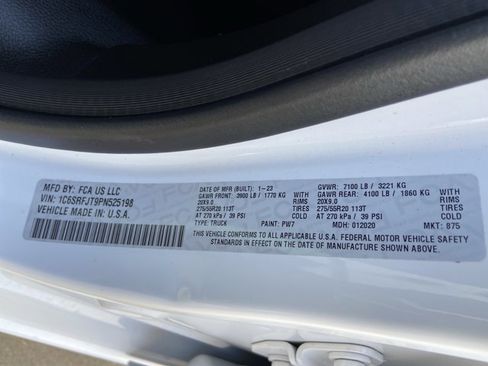 MFD BY: FCA US LLC
VIN: 1C6SRFJT9PN525198
VEHICLE MADE IN: U.S.A.
DATE OF MFR (BUILT): 1-23 GVWR: 7100 LB / 3221 KG
GAWR FRONT: 3900 LB / 1770 KG WITH GAWR REAR: 4100 LB / 1860 KG WITH
20X9.0 RIMS 20X9.0 RIMS
275/55R20 113T TIRES 275/55R20 113T TIRES
AT 270 kPa / 39 PSI AT 270 kPa / 39 PSI
TYPE: TRUCK PAINT: PW7 MDH: 012020 MKT: 875
THIS VEHICLE CONFORMS TO ALL APPLICABLE U.S.A. FEDERAL MOTOR VEHICLE SAFETY
STANDARDS IN EFFECT ON THE DATE OF MANUFACTURE SHOWN ABOVE.